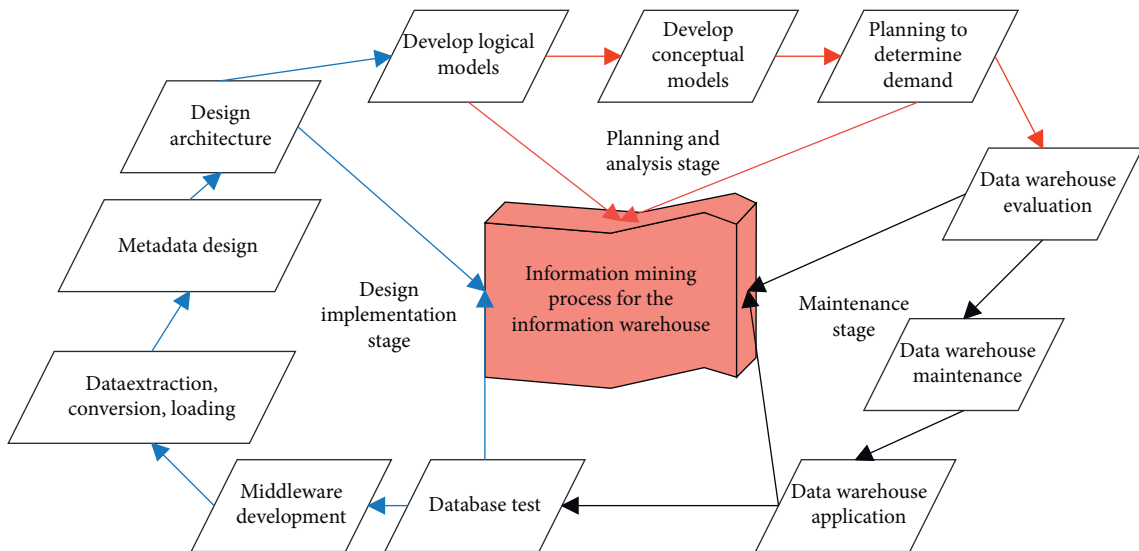 Develop logical
models
Develop
conceptual
models
Planning to
determine
demand
Design
architecture
Planning and
analysis stage
Data warehouse
evaluation
Metadata design
Information mining
process for the
information warehouse
Design
implementation
stage
Maintenance
stage
Data warehouse
maintenance
Dataextraction,
conversion, loading
Middleware
development
Database test
Data warehouse
application